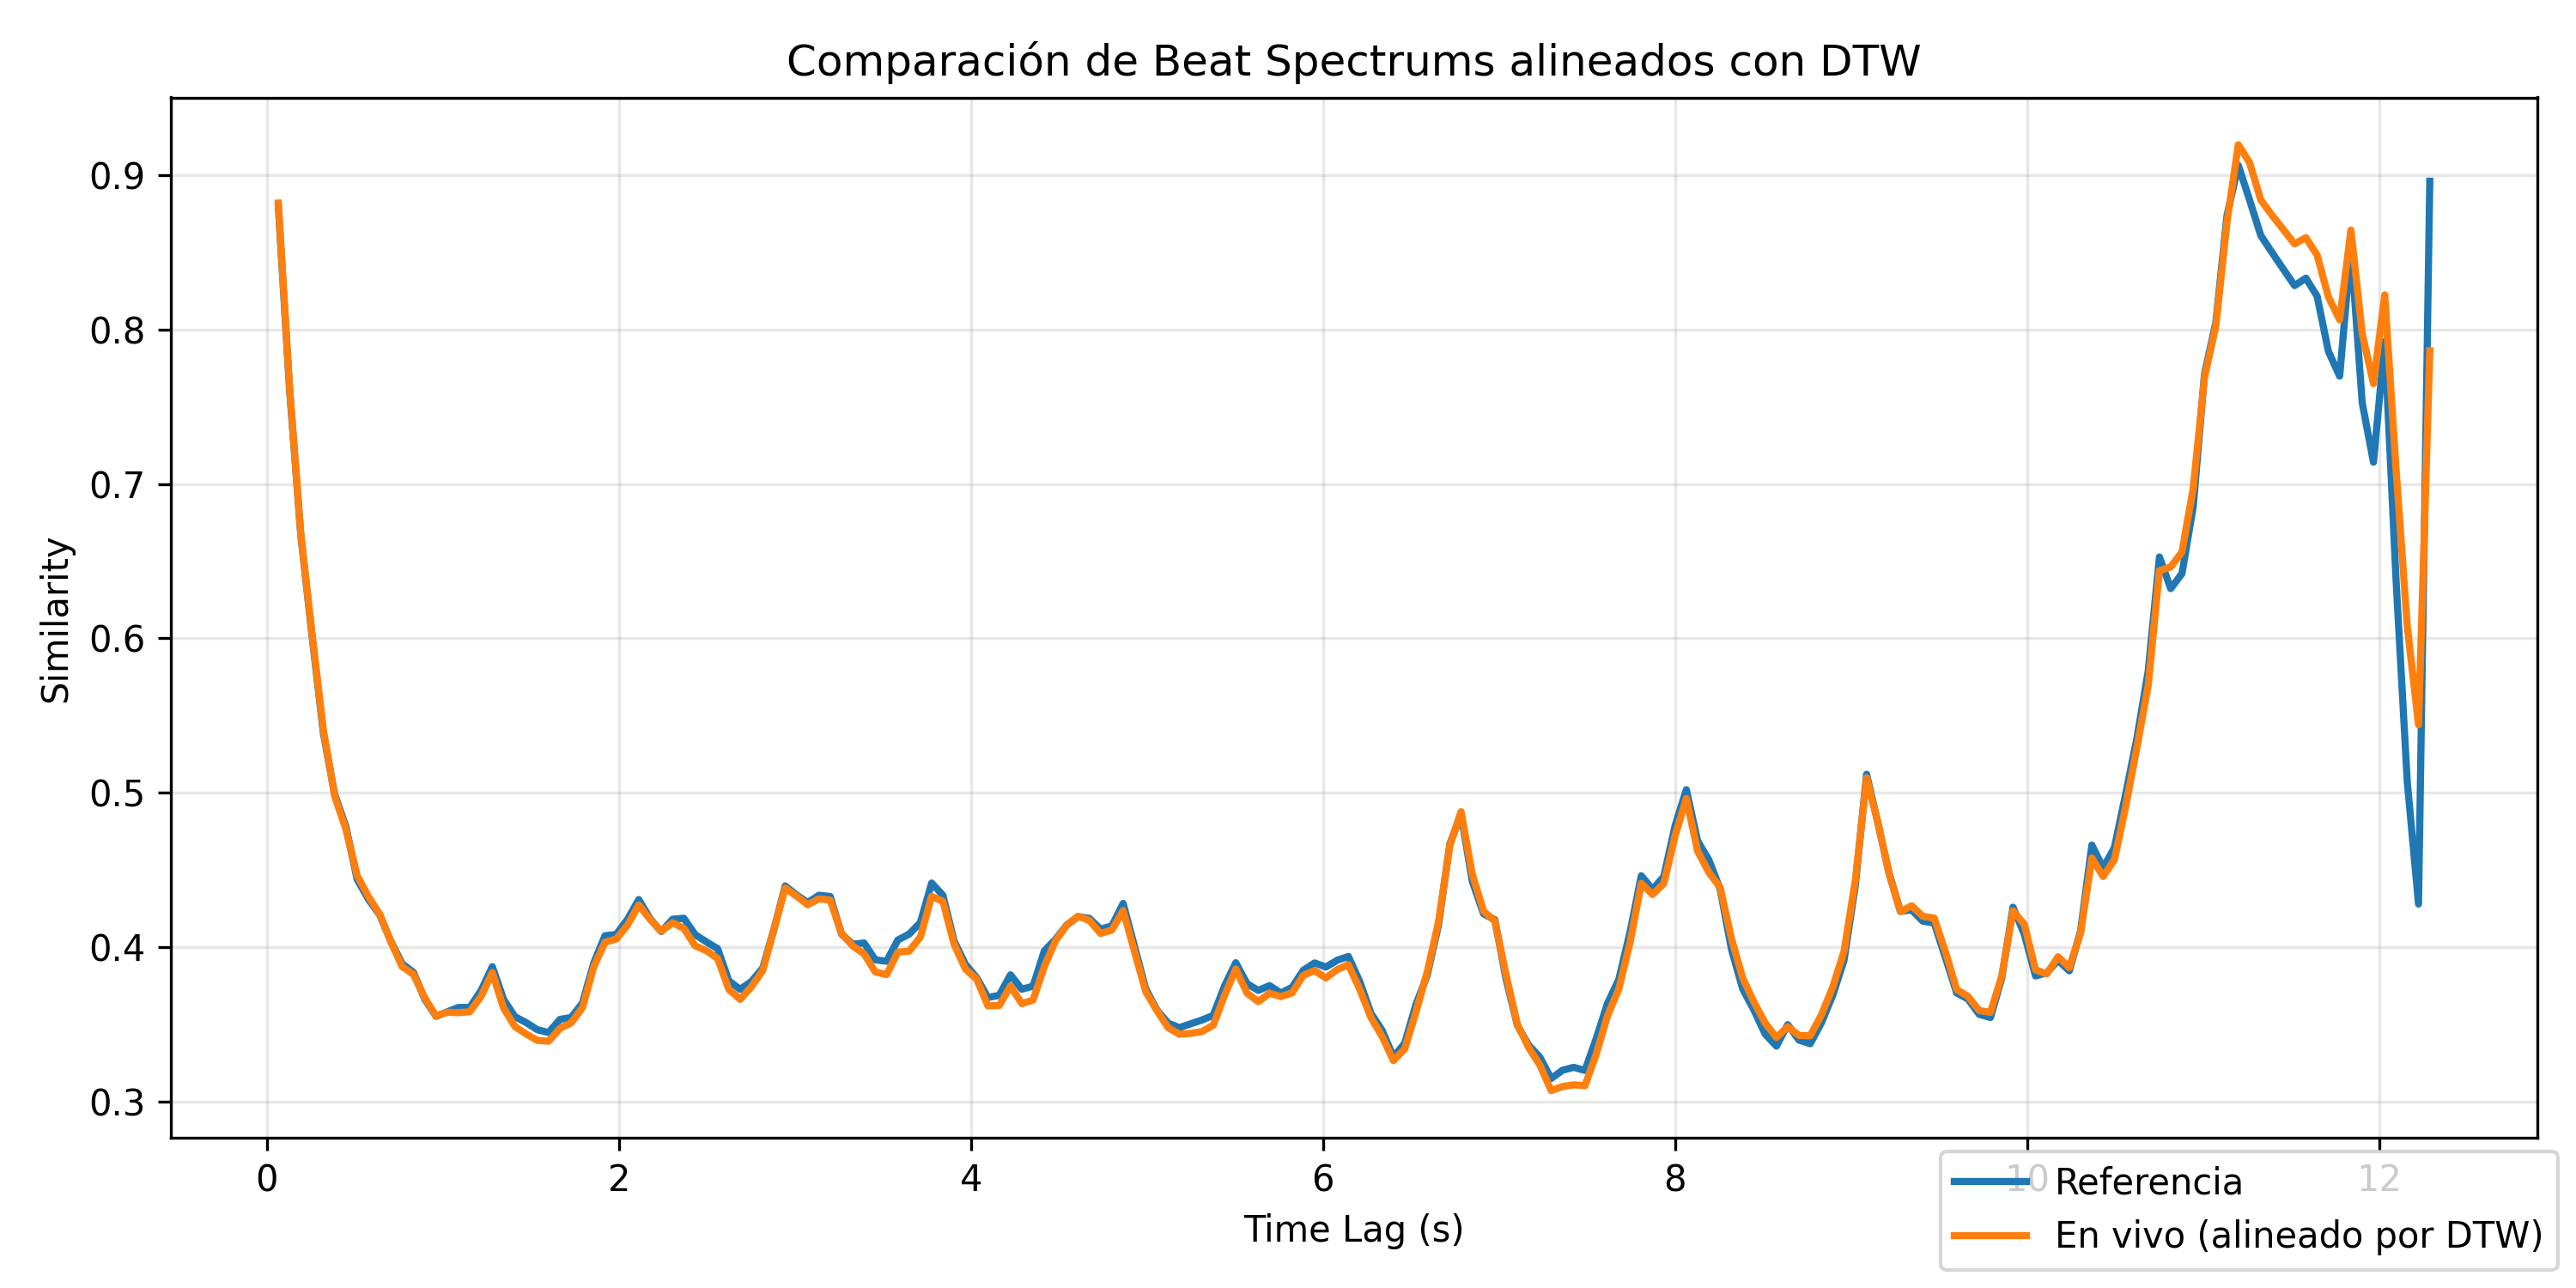 Comparación de Beat Spectrums alineados con DTW
Similarity
0.9
0.8
0.7
0.6
0.5
0.4
0.3
0 2 4 6 8 10 12
Time Lag (s)
Referencia
En vivo (alineado por DTW)